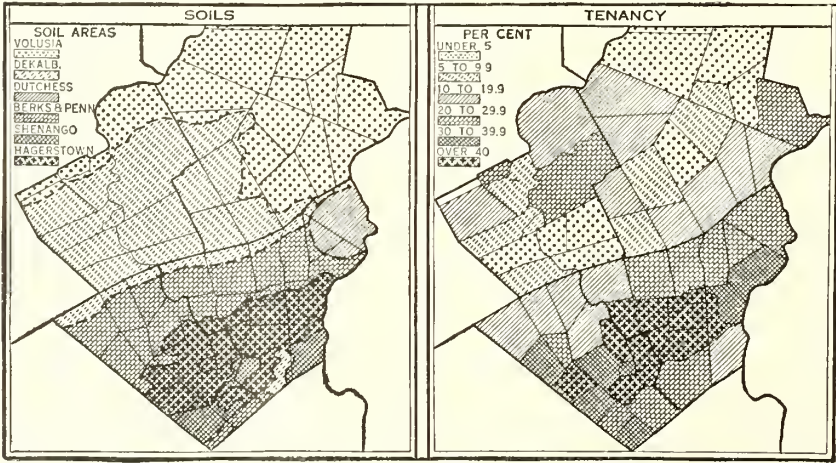 SOILS
SOIL AREAS
VOLUSIA
DEKALB.
DUTCHESS
BERKS & PENN
SHENANGO
HAGERSTOWN
TENANCY
PER CENT
UNDER 5
5 TO 9.9
10 TO 19.9
20 TO 29.9
30 TO 39.9
OVER 40